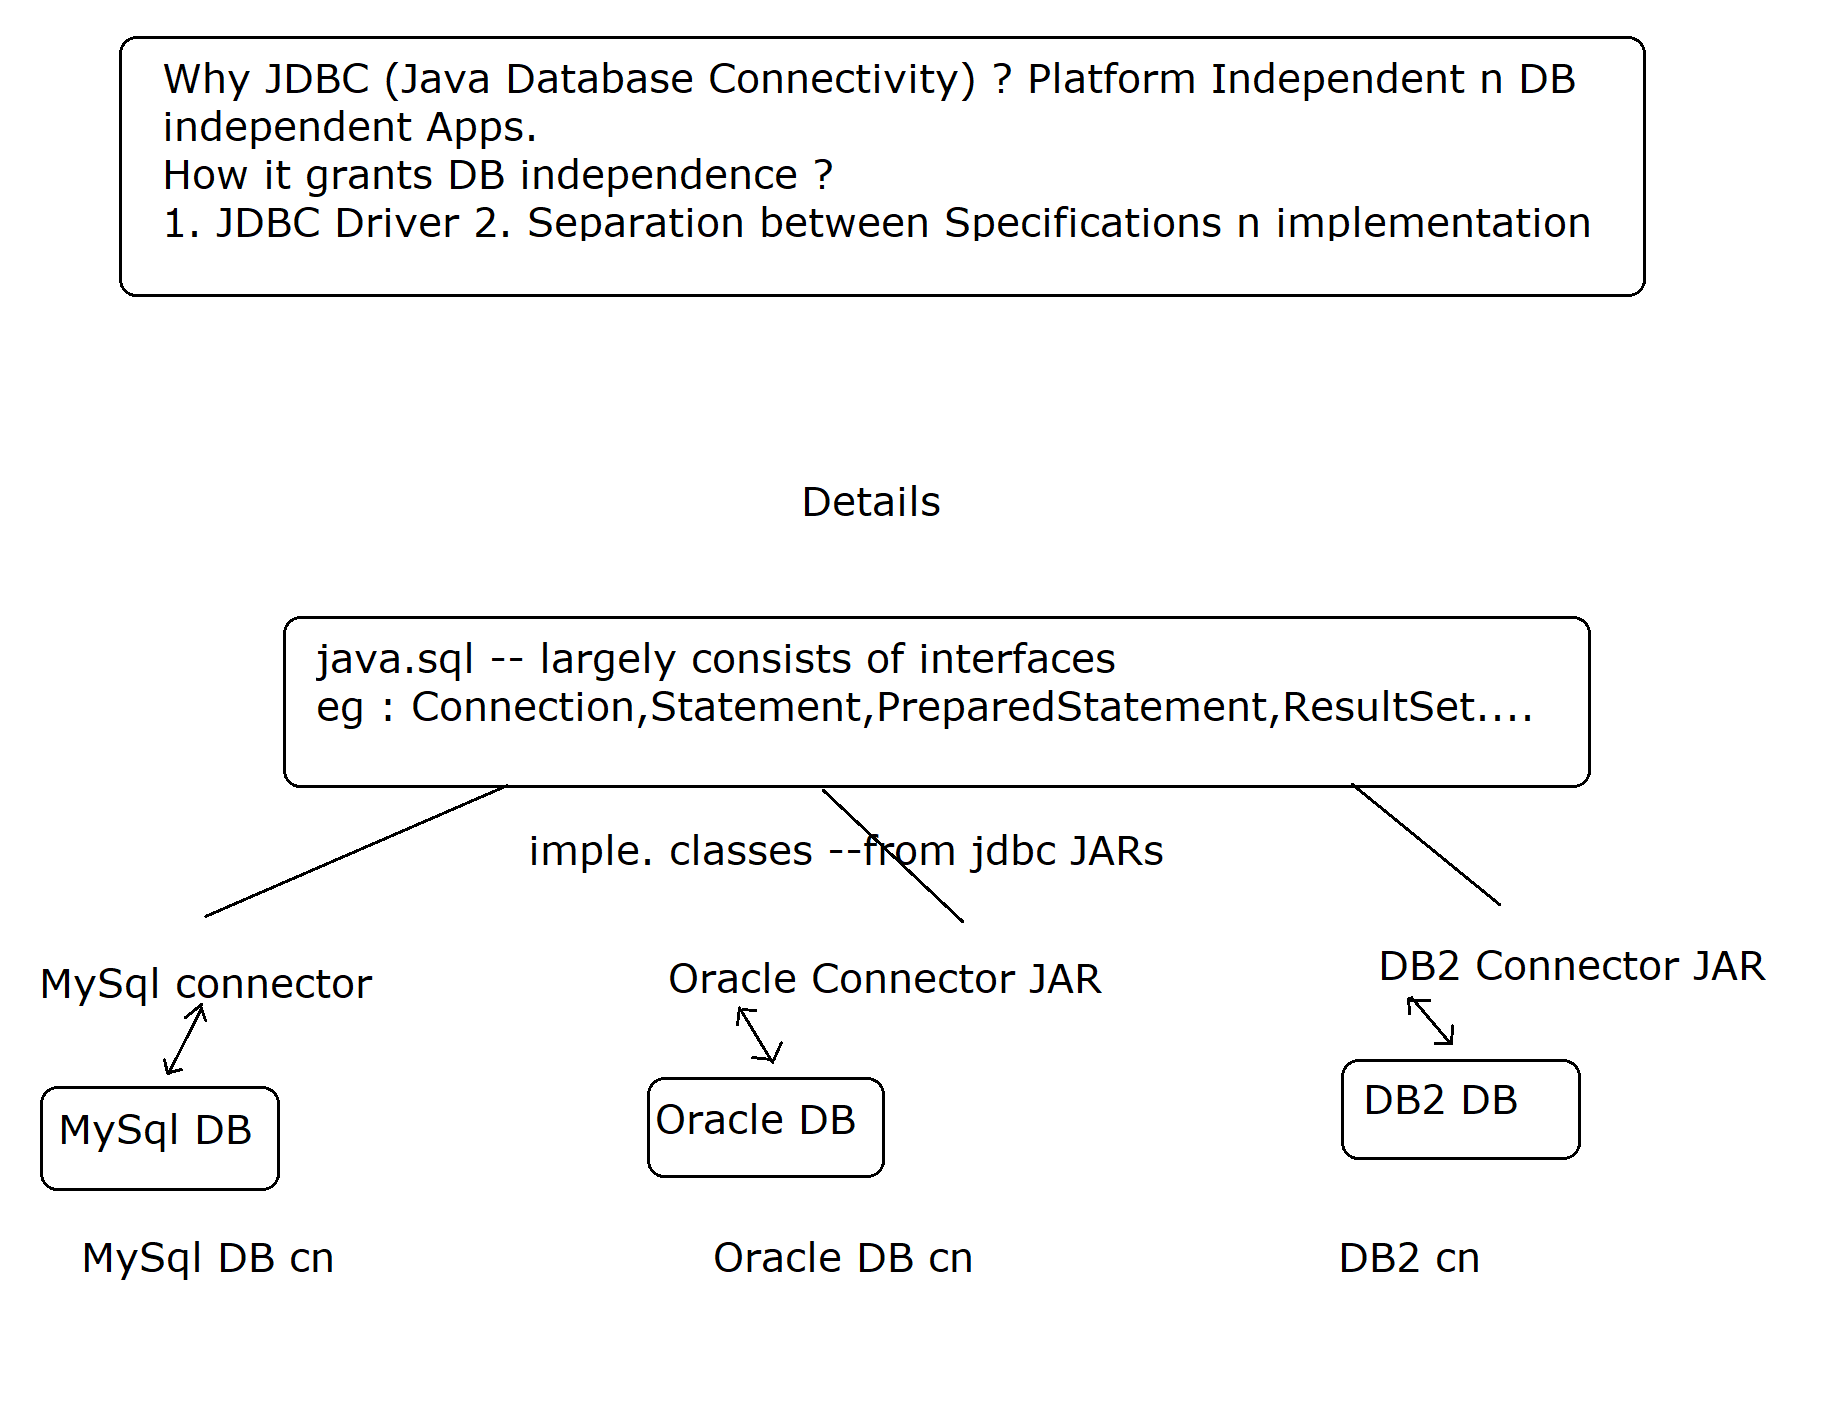 Why JDBC (Java Database Connectivity) ? Platform Independent n DB
independent Apps.
How it grants DB independence ?
1. JDBC Driver 2. Separation between Specifications n implementation
Details
java.sql -- largely consists of interfaces
eg : Connection,Statement,PreparedStatement,ResultSet....
imple. classes --from jdbc JARs
MySql connector
Oracle Connector JAR
DB2 Connector JAR
MySql DB
Oracle DB
DB2 DB
MySql DB cn
Oracle DB cn
DB2 cn